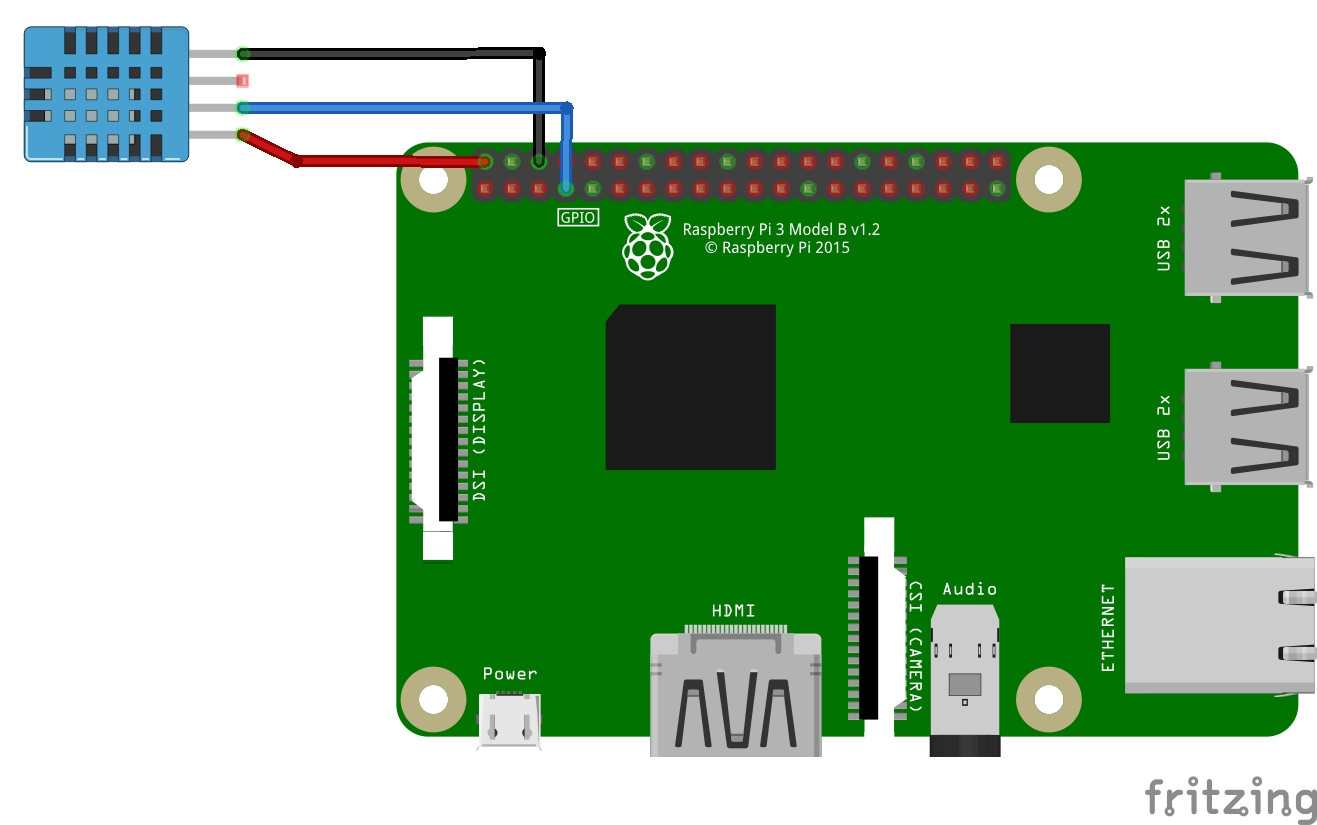 GPIO
Raspberry Pi 3 Model B v1.2
© Raspberry Pi 2015
USB 2x
DSI (DISPLAY)
USB 2x
CSI (CAMERA)
Audio
ETHERNET
HDMI
Power
fritzing